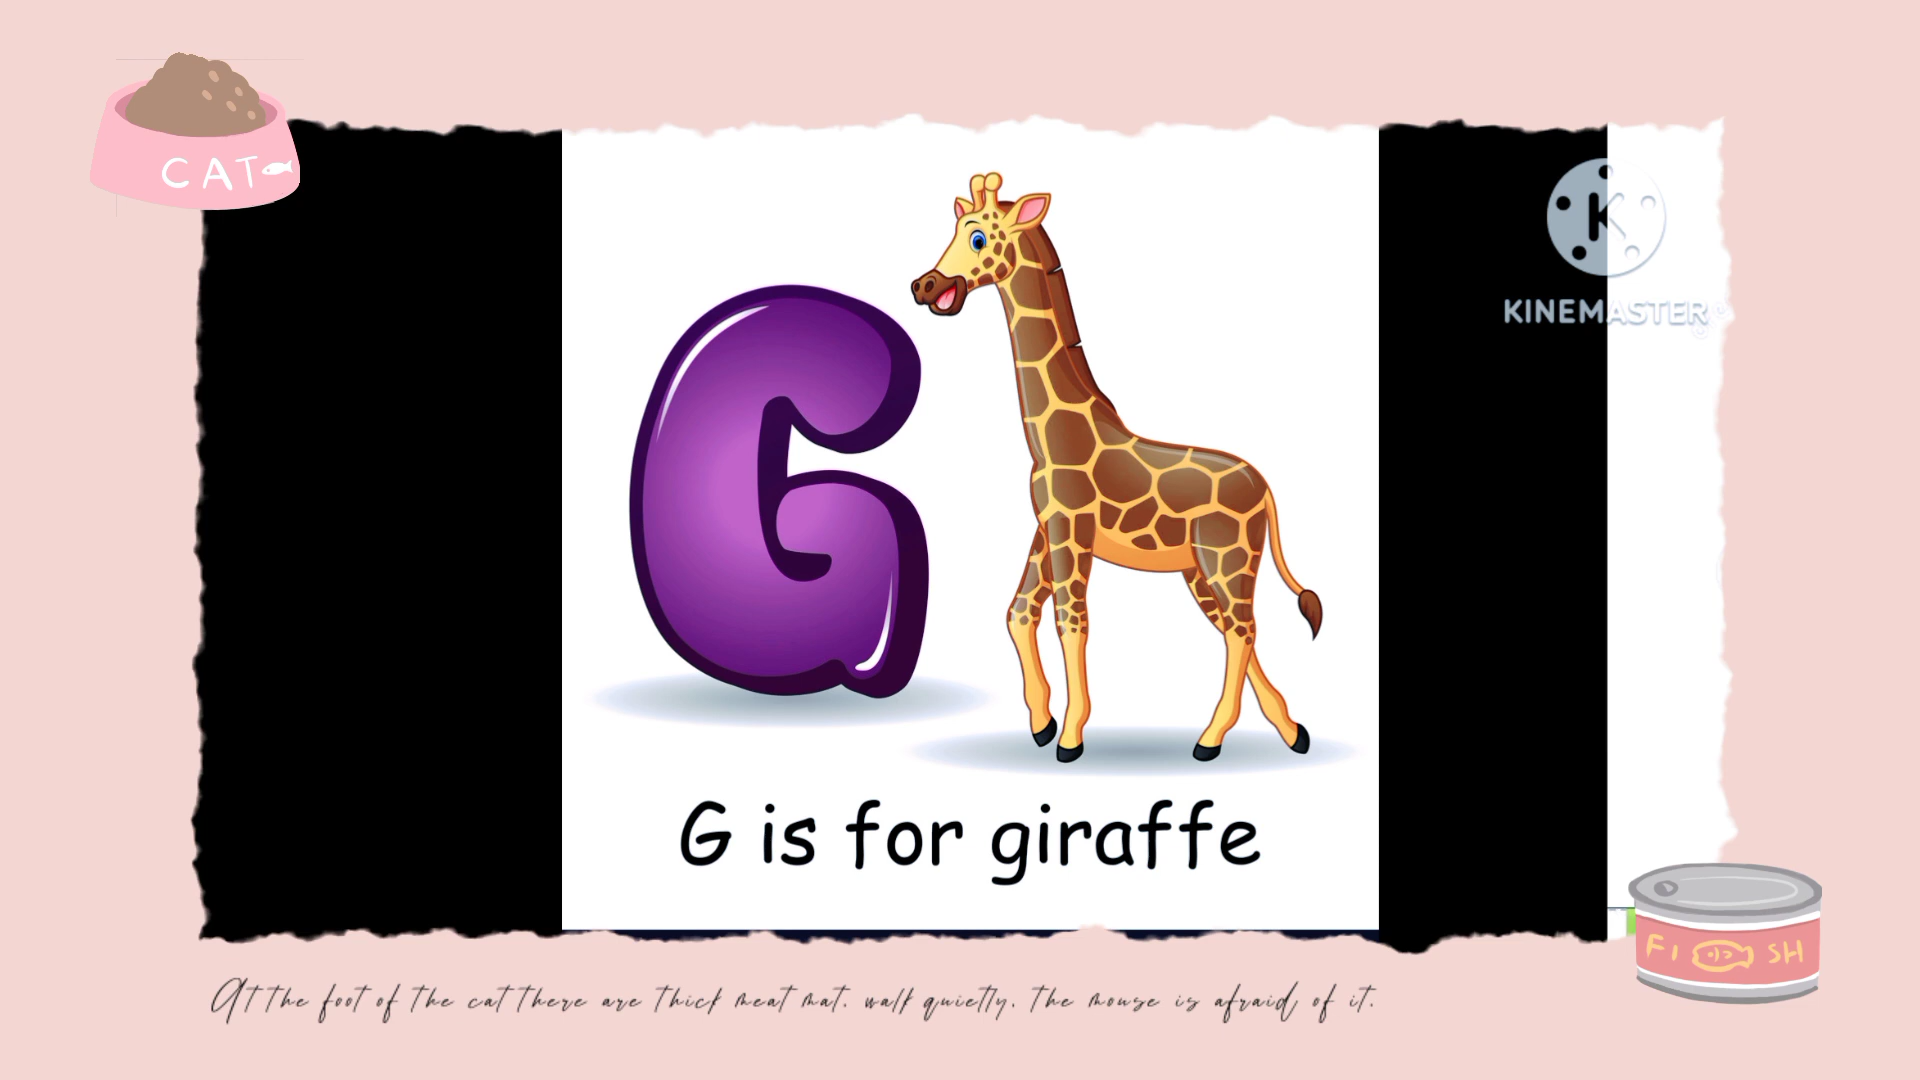 CAT
KINEMASTER
G
G is for giraffe
FISH
At the foot of the cat there are thick meat mat. walk quietly. The mouse is afraid of it.